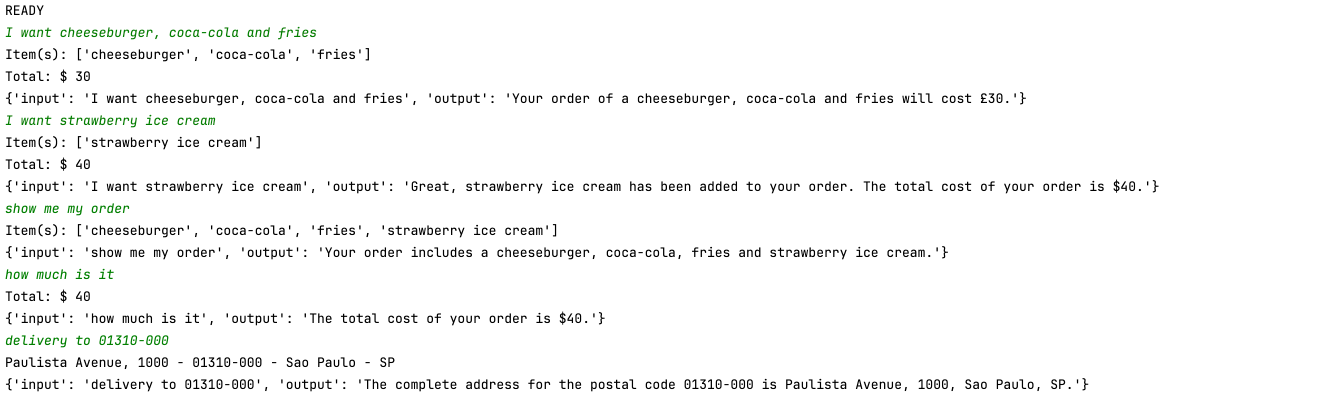 READY
I want cheeseburger, coca-cola and fries
Item(s): ['cheeseburger', 'coca-cola', 'fries']
Total: $ 30
{'input': 'I want cheeseburger, coca-cola and fries', 'output': 'Your order of a cheeseburger, coca-cola and fries will cost £30.'}
I want strawberry ice cream
Item(s): ['strawberry ice cream']
Total: $ 40
{'input': 'I want strawberry ice cream', 'output': 'Great, strawberry ice cream has been added to your order. The total cost of your order is $40.'}
show me my order
Item(s): ['cheeseburger', 'coca-cola', 'fries', 'strawberry ice cream']
{'input': 'show me my order', 'output': 'Your order includes a cheeseburger, coca-cola, fries and strawberry ice cream.'}
how much is it
Total: $ 40
{'input': 'how much is it', 'output': 'The total cost of your order is $40.'}
delivery to 01310-000
Paulista Avenue, 1000 - 01310-000 - Sao Paulo - SP
{'input': 'delivery to 01310-000', 'output': 'The complete address for the postal code 01310-000 is Paulista Avenue, 1000, Sao Paulo, SP.'}